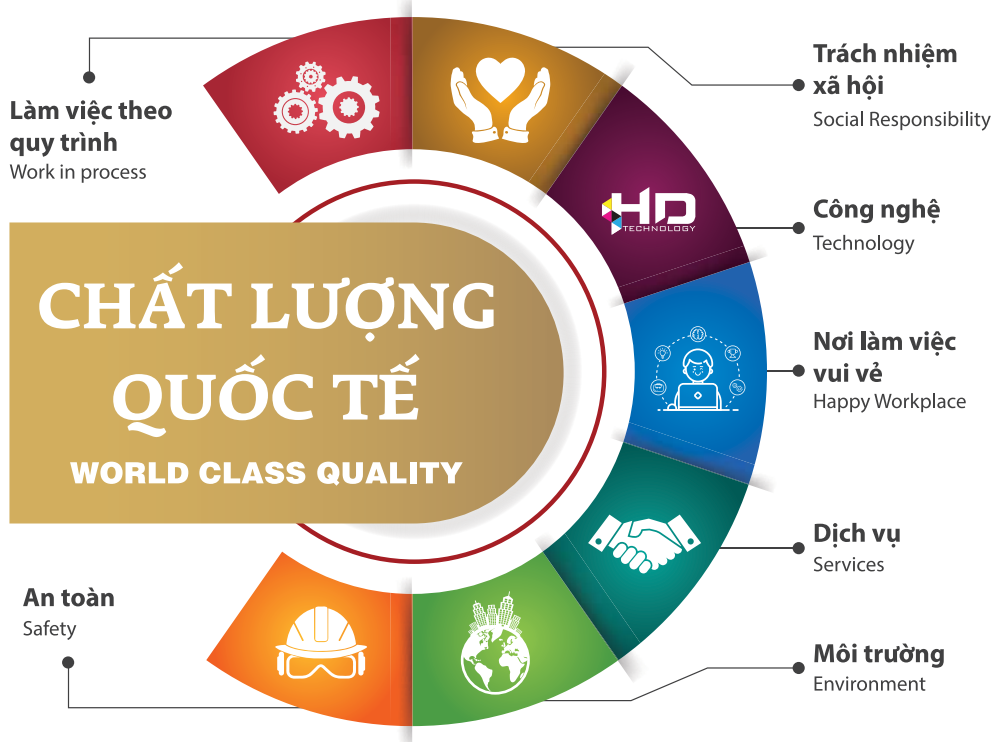 Làm việc theo
quy trình
Work in process
Trách nhiệm
xã hội
Social Responsibility
HD
TECHNOLOGY
Công nghệ
Technology
CHẤT LƯỢNG
QUỐC TẾ
WORLD CLASS QUALITY
Nơi làm việc
vui vẻ
Happy Workplace
Dịch vụ
Services
An toàn
Safety
Môi trường
Environment